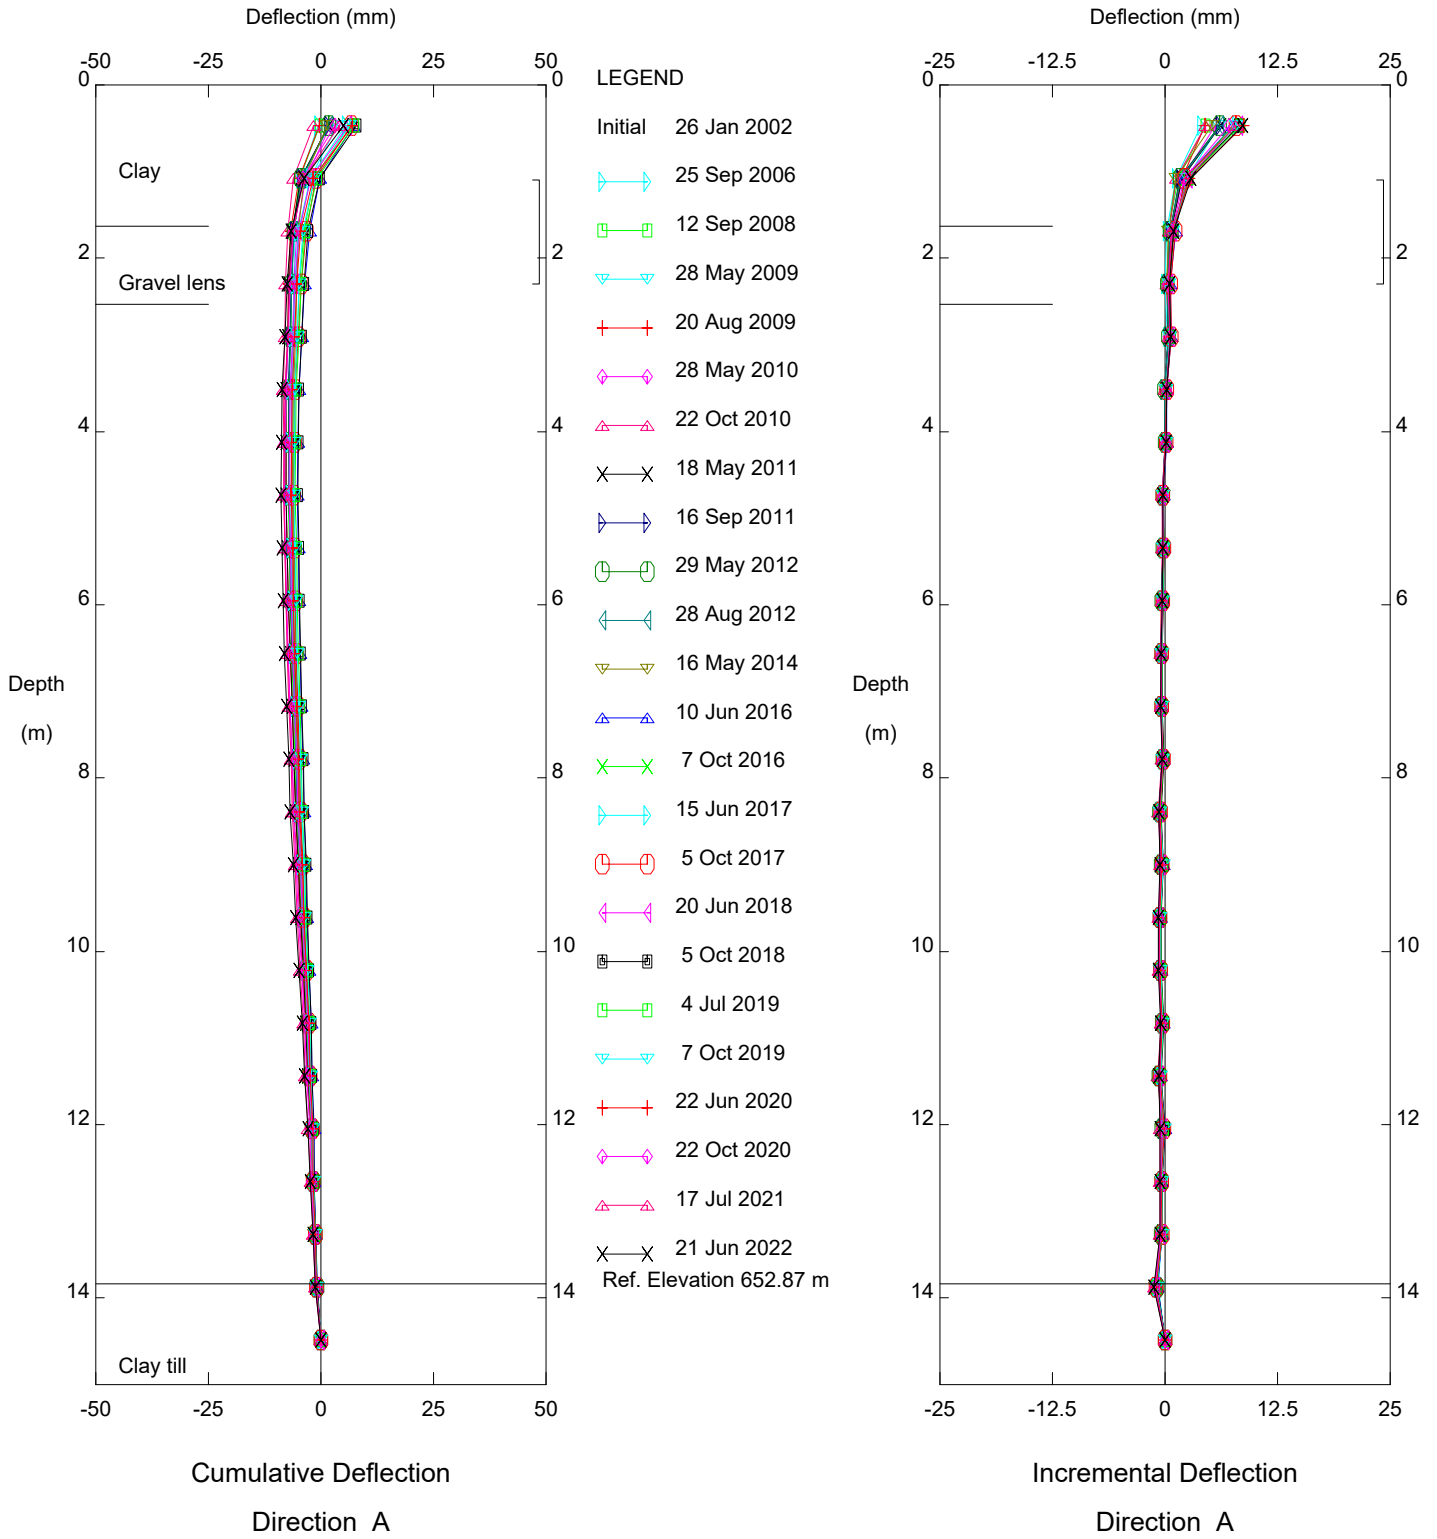 Deflection (mm)
-50 -25 0 25 50
0 0
Clay
2 2
Gravel lens
4 4
6 6
Depth
(m)
8 8
10 10
12 12
14 14
Clay till
-50 -25 0 25 50
Cumulative Deflection
Direction A
LEGEND
Initial 26 Jan 2002
25 Sep 2006
12 Sep 2008
28 May 2009
20 Aug 2009
28 May 2010
22 Oct 2010
18 May 2011
16 Sep 2011
29 May 2012
28 Aug 2012
16 May 2014
10 Jun 2016
7 Oct 2016
15 Jun 2017
5 Oct 2017
20 Jun 2018
5 Oct 2018
4 Jul 2019
7 Oct 2019
22 Jun 2020
22 Oct 2020
17 Jul 2021
21 Jun 2022
Ref. Elevation 652.87 m
Deflection (mm)
-25 -12.5 0 12.5 25
0 0
2 2
4 4
6 6
Depth
(m)
8 8
10 10
12 12
14 14
-25 -12.5 0 12.5 25
Incremental Deflection
Direction A